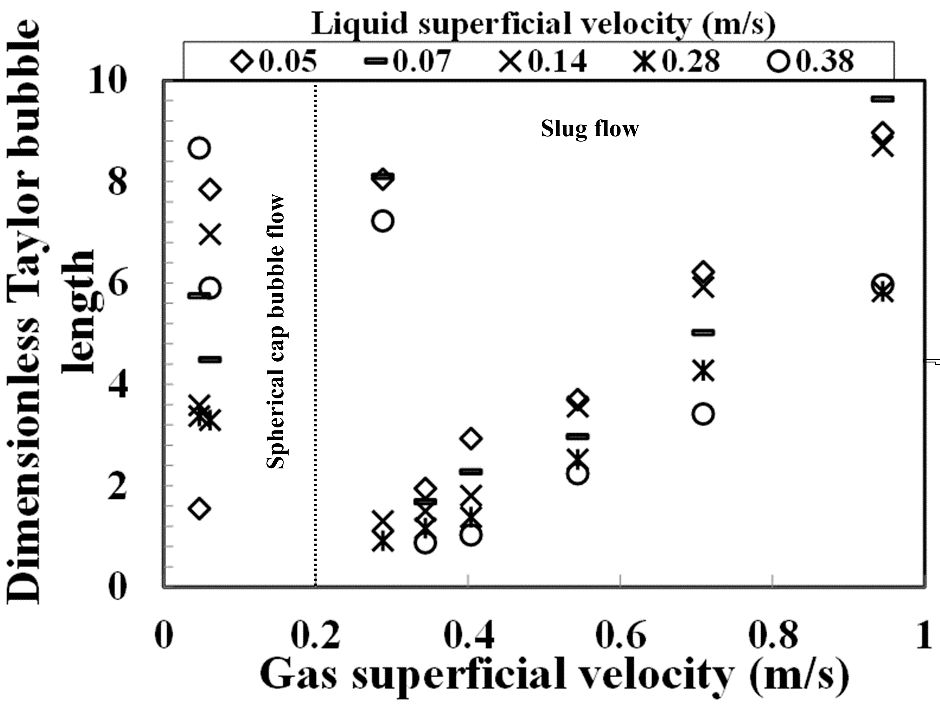 Liquid superficial velocity (m/s)
0.05 0.07 0.14 0.28 0.38
Dimensionless Taylor bubble
length
10
8
6
4
2
0
Spherical cap bubble flow
Slug flow
0 0.2 0.4 0.6 0.8 1
Gas superficial velocity (m/s)